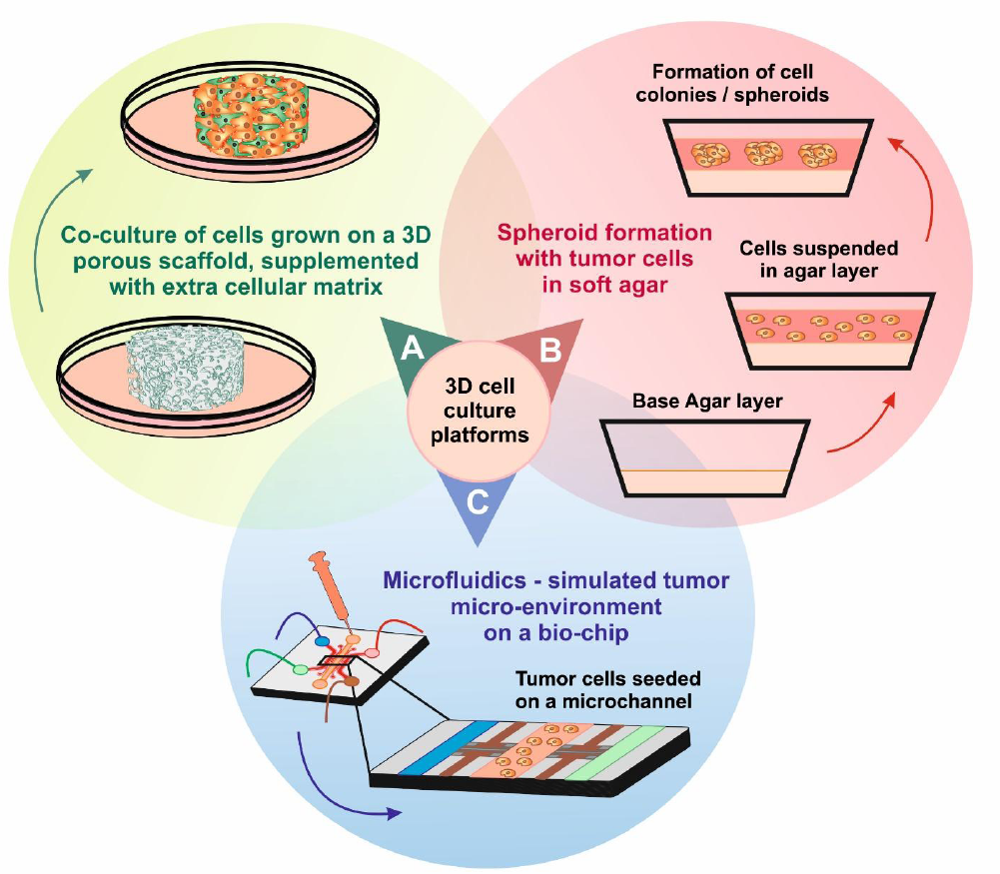 Formation of cell
colonies / spheroids
Co-culture of cells grown on a 3D
porous scaffold, supplemented
with extra cellular matrix
Spheroid formation
with tumor cells
in soft agar
Cells suspended
in agar layer
A
B
3D cell
culture
platforms
Base Agar layer
C
Microfluidics - simulated tumor
micro-environment
on a bio-chip
Tumor cells seeded
on a microchannel